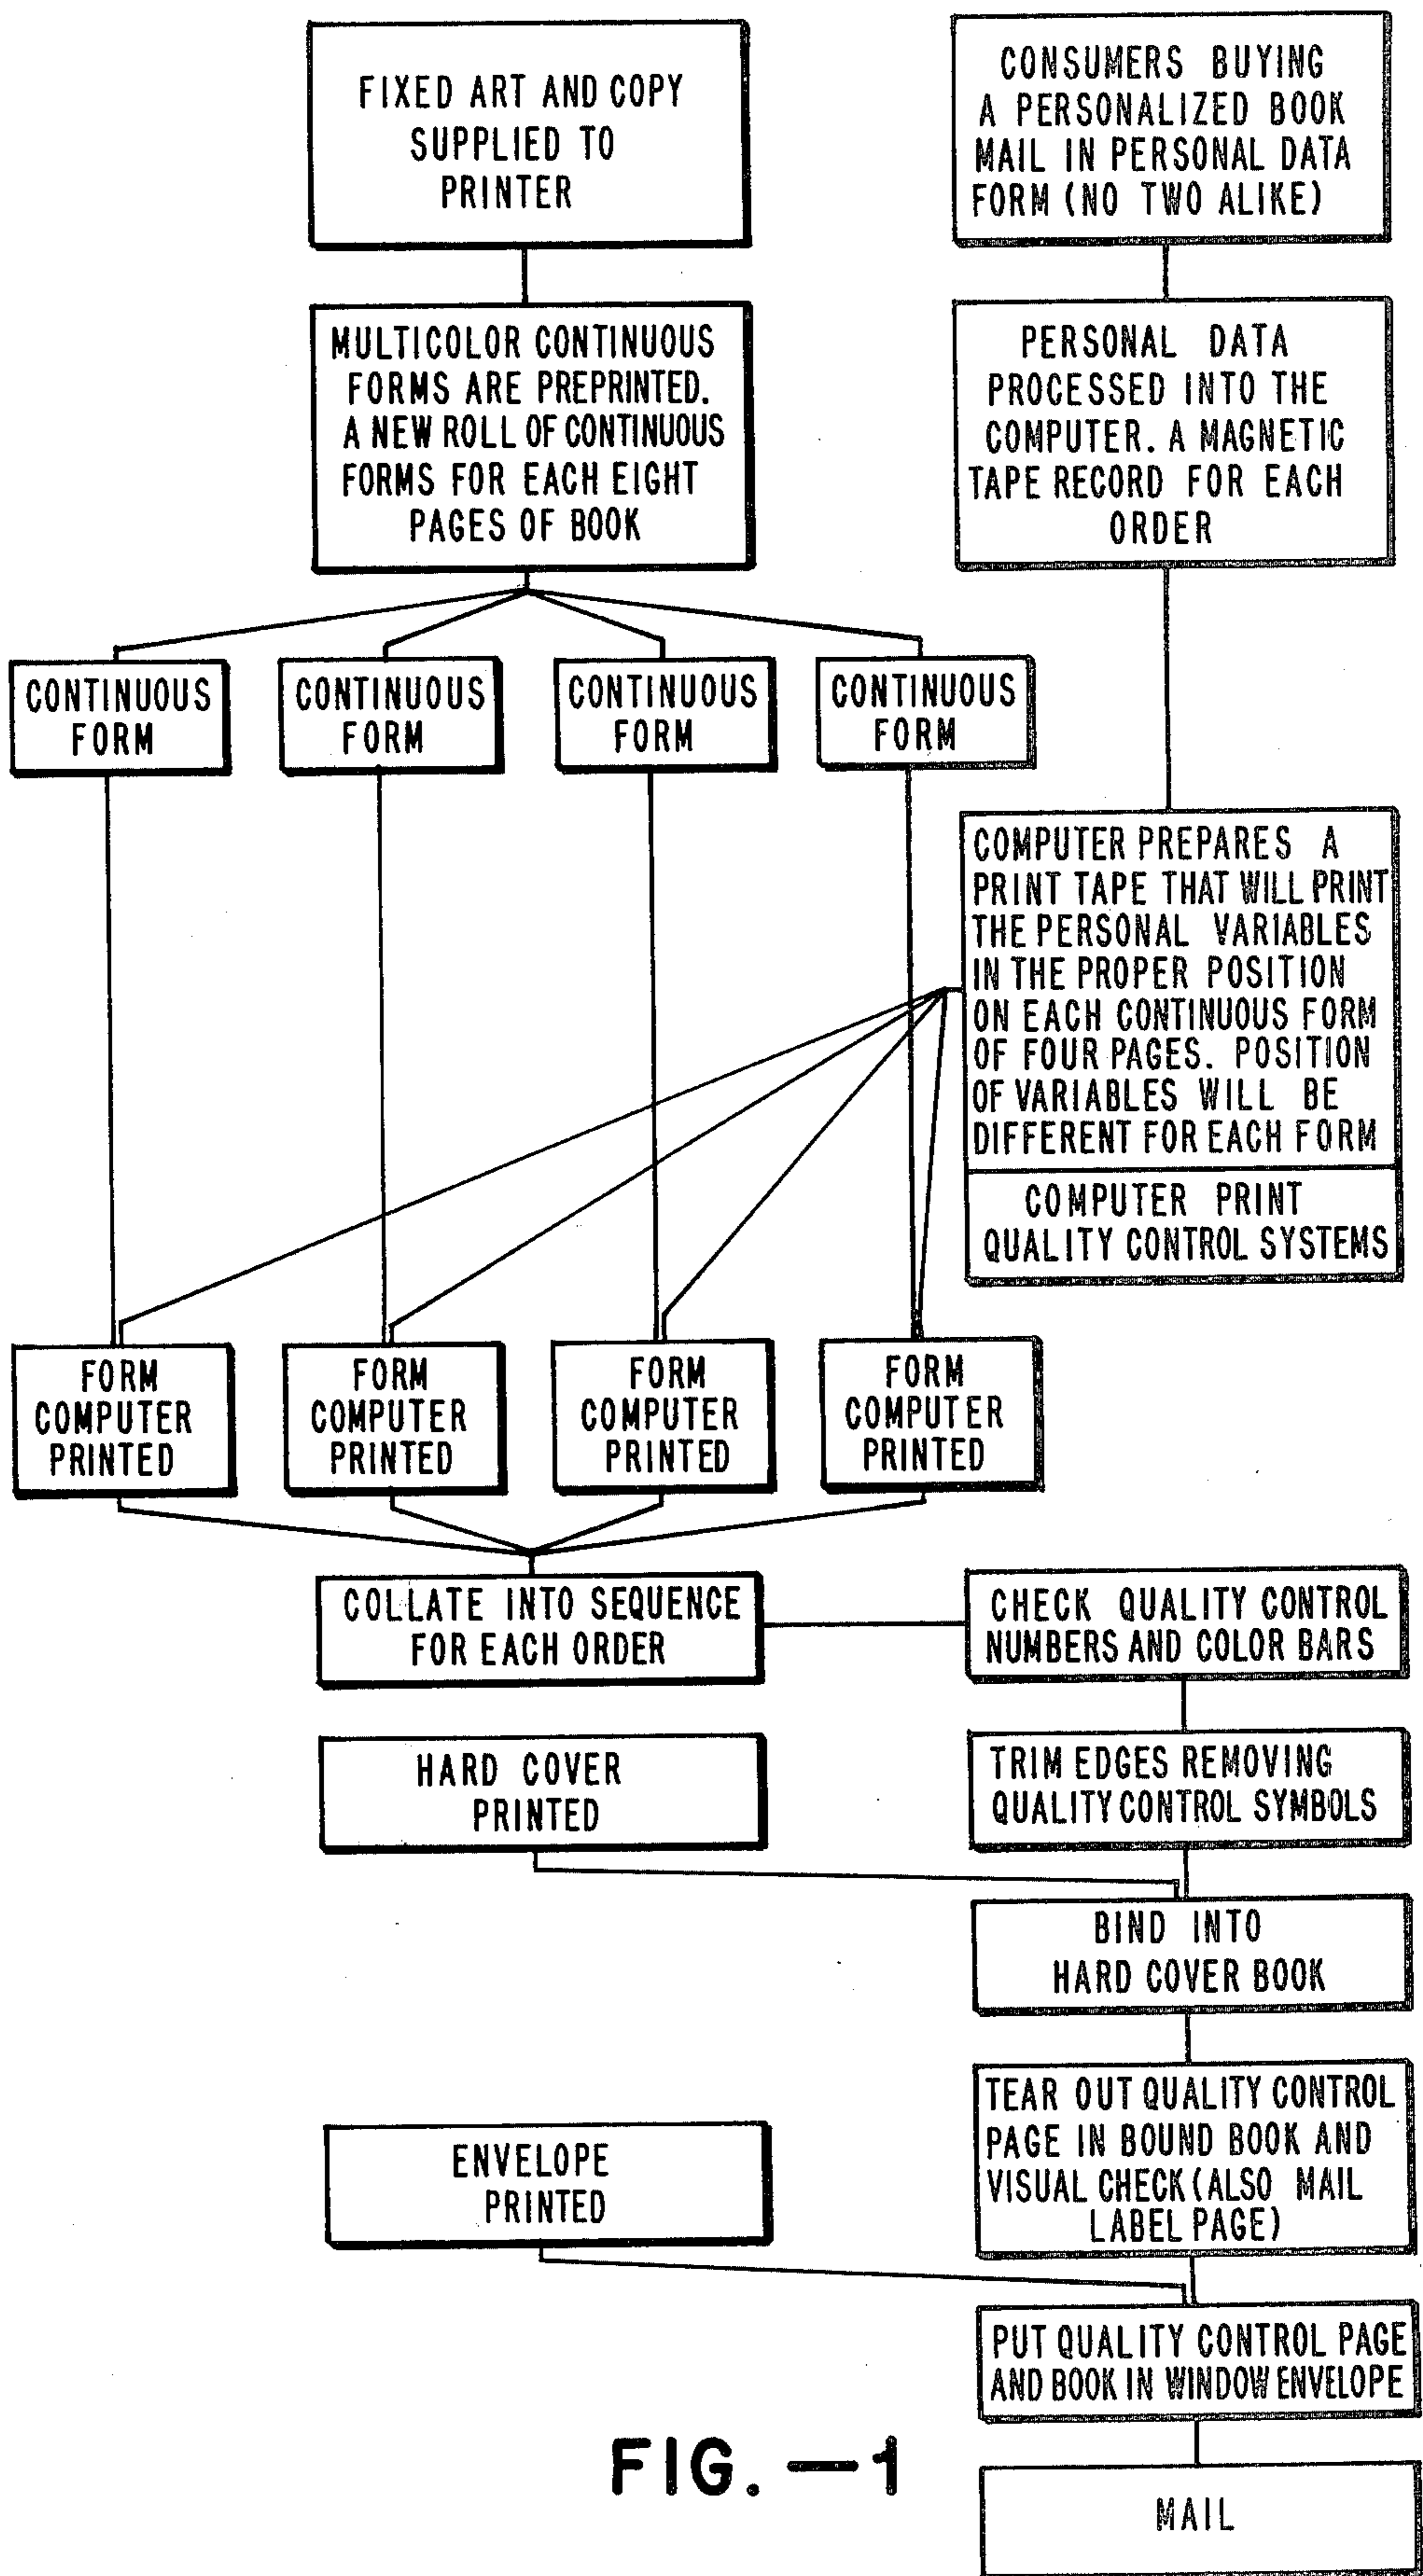 FIXED ART AND COPY
SUPPLIED TO
PRINTER
CONSUMERS BUYING
A PERSONALIZED BOOK
MAIL IN PERSONAL DATA
FORM (NO TWO ALIKE)
MULTICOLOR CONTINUOUS
FORMS ARE PREPRINTED.
A NEW ROLL OF CONTINUOUS
FORMS FOR EACH EIGHT
PAGES OF BOOK
PERSONAL DATA
PROCESSED INTO THE
COMPUTER. A MAGNETIC
TAPE RECORD FOR EACH
ORDER
CONTINUOUS
FORM
CONTINUOUS
FORM
CONTINUOUS
FORM
CONTINUOUS
FORM
COMPUTER PREPARES A
PRINT TAPE THAT WILL PRINT
THE PERSONAL VARIABLES
IN THE PROPER POSITION
ON EACH CONTINUOUS FORM
OF FOUR PAGES. POSITION
OF VARIABLES WILL BE
DIFFERENT FOR EACH FORM
COMPUTER PRINT
QUALITY CONTROL SYSTEMS
FORM
COMPUTER
PRINTED
FORM
COMPUTER
PRINTED
FORM
COMPUTER
PRINTED
FORM
COMPUTER
PRINTED
COLLATE INTO SEQUENCE
FOR EACH ORDER
CHECK QUALITY CONTROL
NUMBERS AND COLOR BARS
HARD COVER
PRINTED
TRIM EDGES REMOVING
QUALITY CONTROL SYMBOLS
BIND INTO
HARD COVER BOOK
ENVELOPE
PRINTED
TEAR OUT QUALITY CONTROL
PAGE IN BOUND BOOK AND
VISUAL CHECK (ALSO MAIL
LABEL PAGE)
PUT QUALITY CONTROL PAGE
AND BOOK IN WINDOW ENVELOPE
MAIL
FIG. — 1